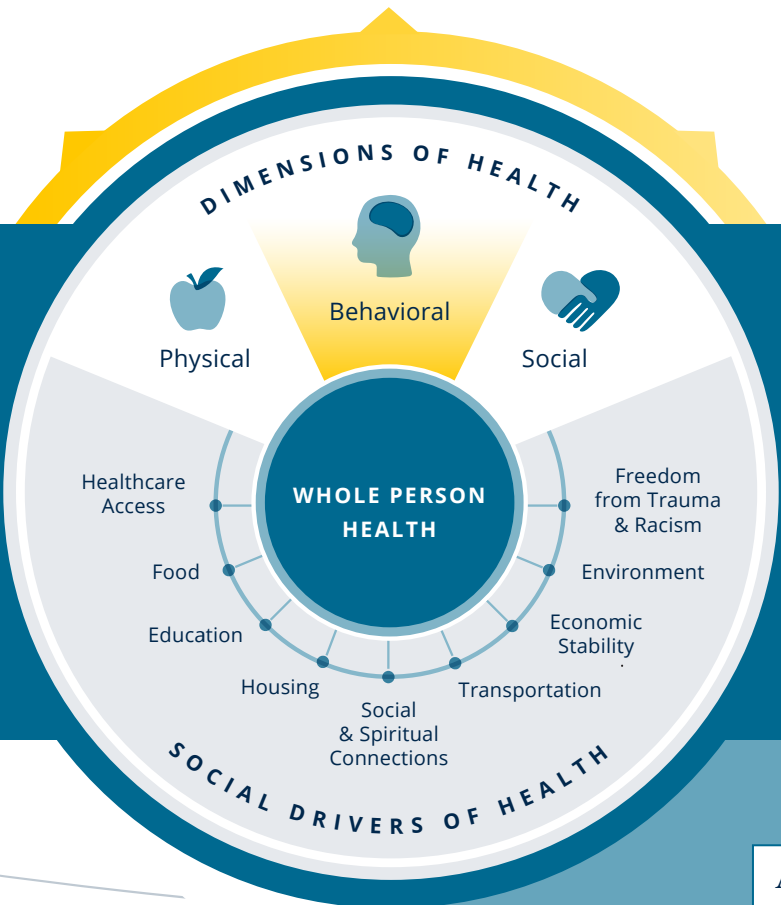 DIMENSIONS OF HEALTH
Behavioral
Physical
Social
WHOLE PERSON
HEALTH
Healthcare
Access
Food
Education
Housing
Social
& Spiritual
Connections
Transportation
Economic
Stability
Environment
Freedom
from Trauma
& Racism
SOCIAL DRIVERS OF HEALTH